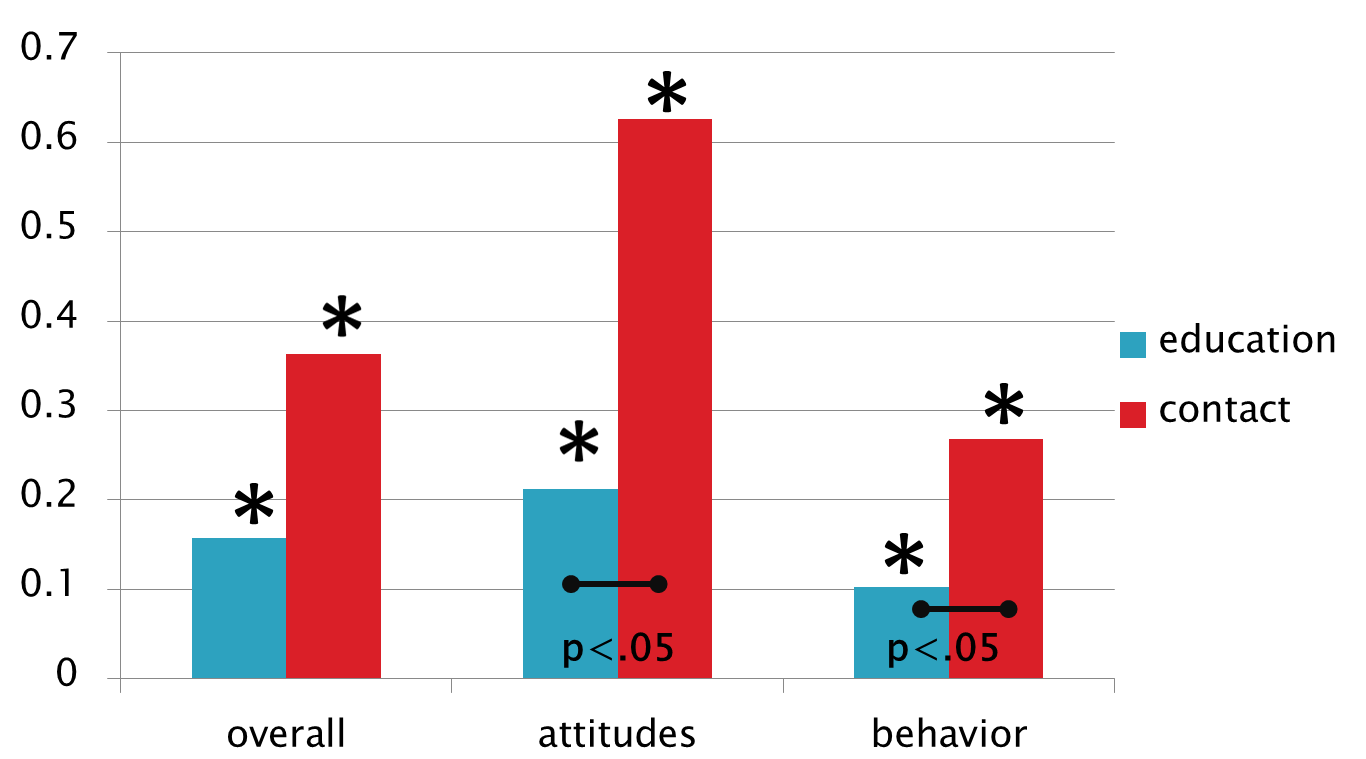 0.7
0.6
0.5
0.4
0.3
0.2
0.1
0
*
*
*
*
*
*
p<.05
p<.05
overall
attitudes
behavior
education
contact